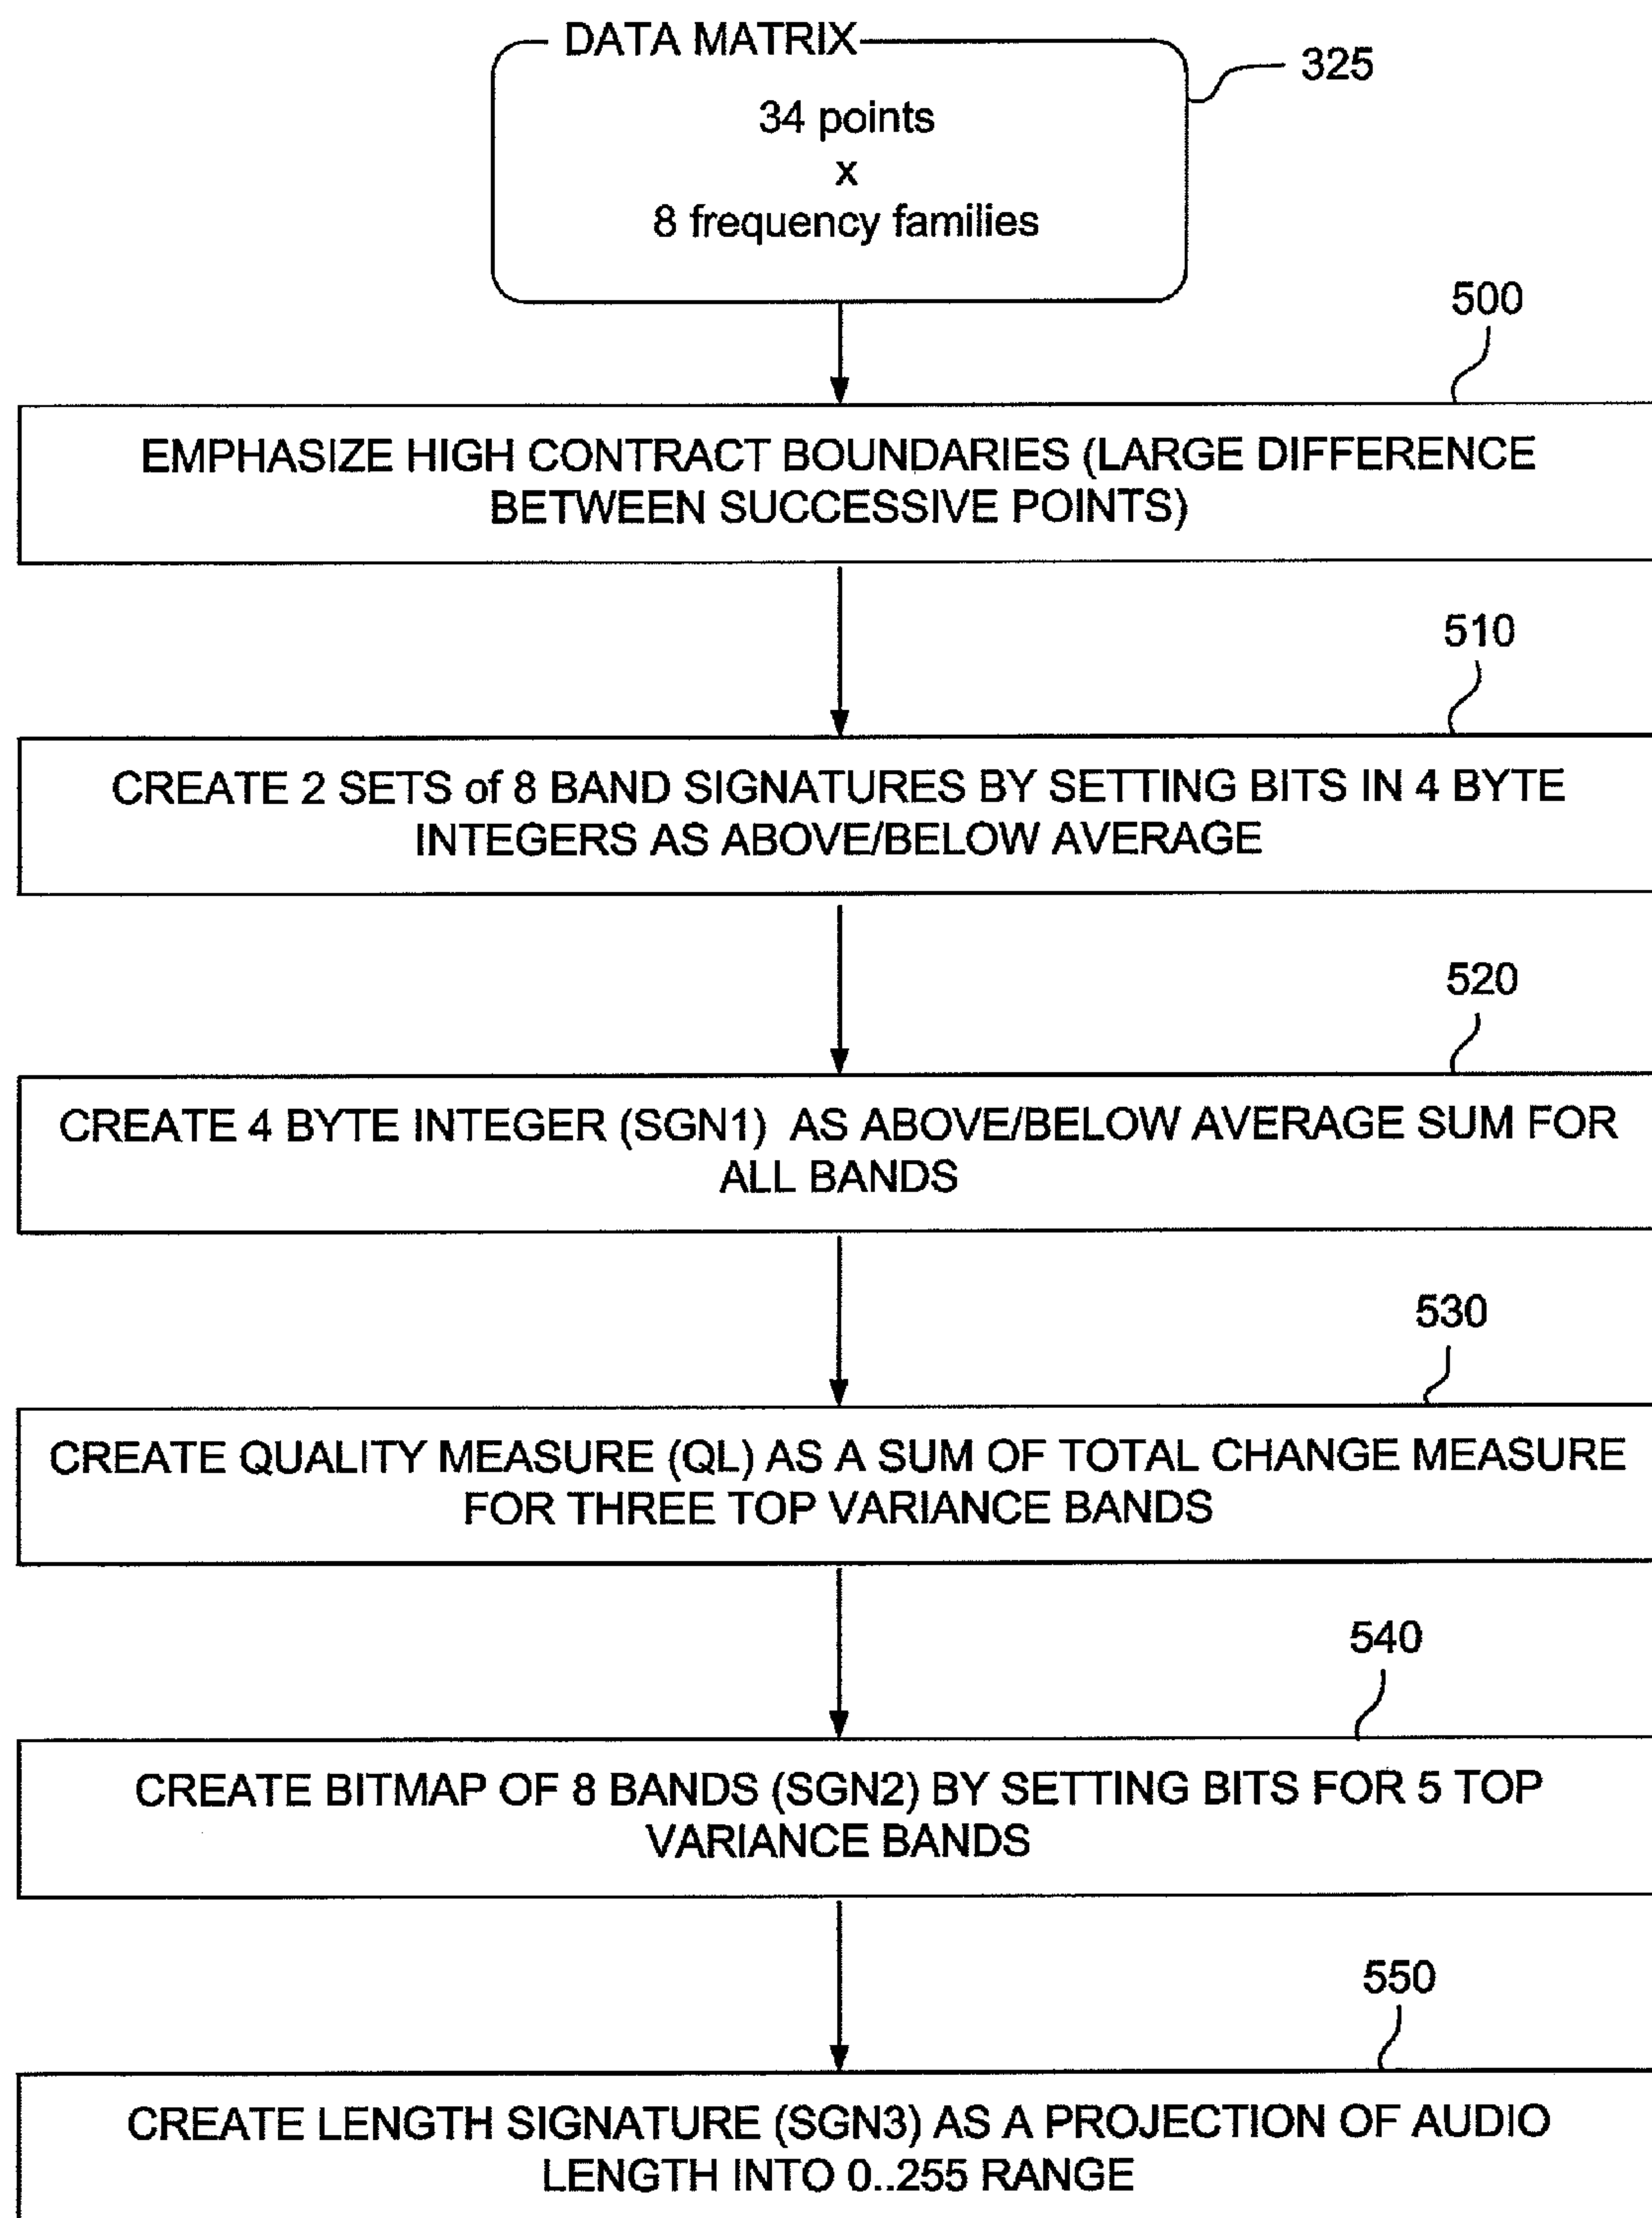 DATA MATRIX
325
34 points
x
8 frequency families
500
EMPHASIZE HIGH CONTRACT BOUNDARIES (LARGE DIFFERENCE
BETWEEN SUCCESSIVE POINTS)
510
CREATE 2 SETS of 8 BAND SIGNATURES BY SETTING BITS IN 4 BYTE
INTEGERS AS ABOVE/BELOW AVERAGE
520
CREATE 4 BYTE INTEGER (SGN1) AS ABOVE/BELOW AVERAGE SUM FOR
ALL BANDS
530
CREATE QUALITY MEASURE (QL) AS A SUM OF TOTAL CHANGE MEASURE
FOR THREE TOP VARIANCE BANDS
540
CREATE BITMAP OF 8 BANDS (SGN2) BY SETTING BITS FOR 5 TOP
VARIANCE BANDS
550
CREATE LENGTH SIGNATURE (SGN3) AS A PROJECTION OF AUDIO
LENGTH INTO 0..255 RANGE